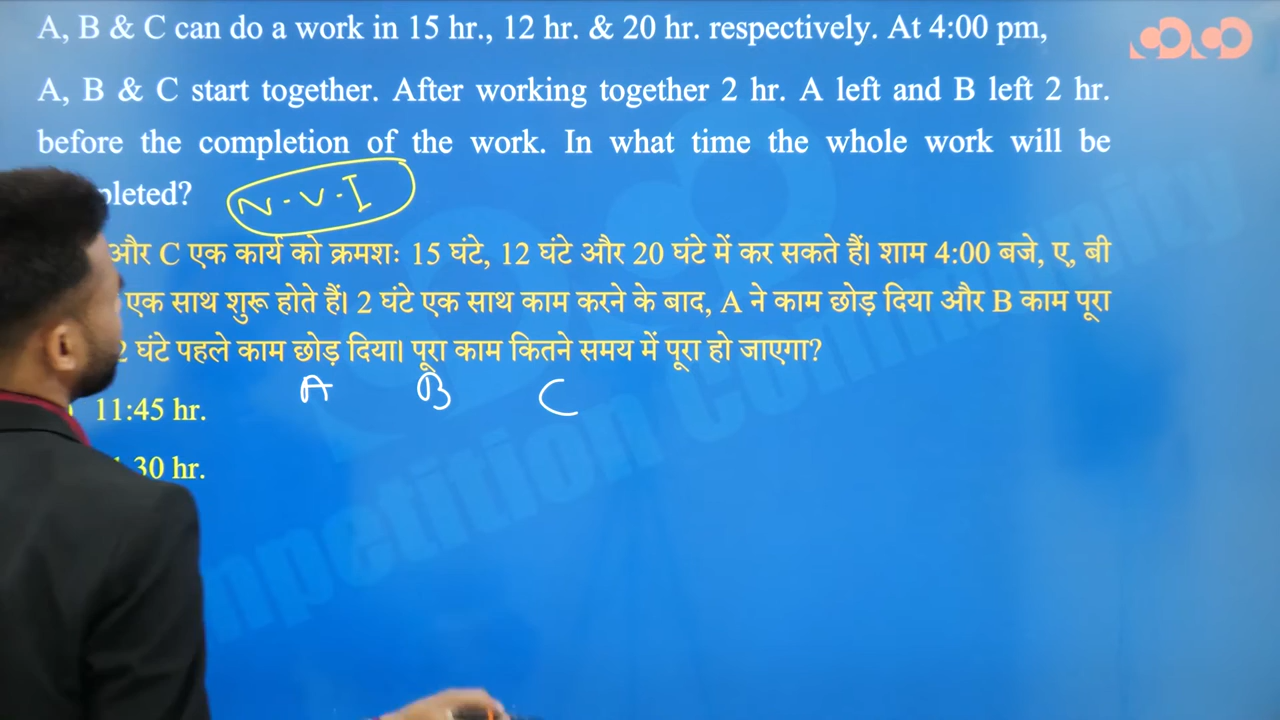 A, B & C can do a work in 15 hr., 12 hr. & 20 hr. respectively. At 4:00 pm,
A, B & C start together. After working together 2 hr. A left and B left 2 hr.
before the completion of the work. In what time the whole work will be
pleted?
N-V-I
और C एक कार्य को क्रमशः 15 घंटे, 12 घंटे और 20 घंटे में कर सकते हैं। शाम 4:00 बजे, ए, बी
एक साथ शुरू होते हैं। 2 घंटे एक साथ काम करने के बाद, A ने काम छोड़ दिया और B काम पूरा
2 घंटे पहले काम छोड़ दिया। पूरा काम कितने समय में पूरा हो जाएगा?
A B C
11:45 hr.
30 hr.
mpetition Community